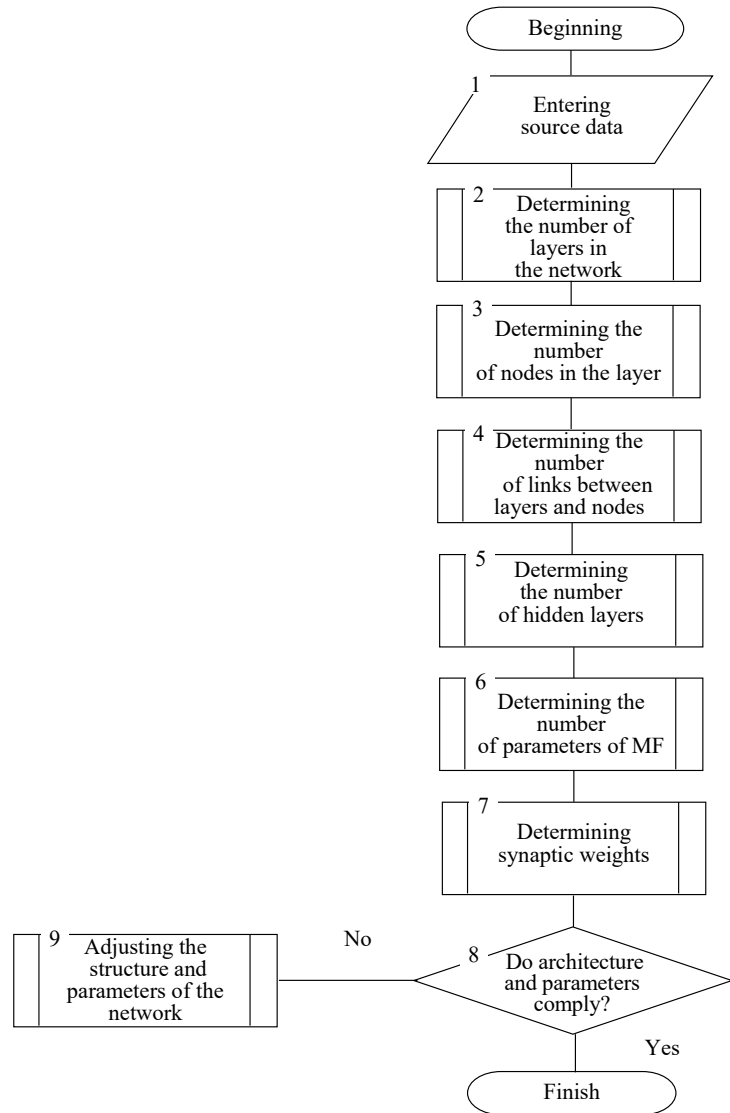 Beginning
1
Entering
source data
2
Determining
the number of
layers in
the network
3
Determining the
number
of nodes in the layer
4
Determining the
number
of links between
layers and nodes
5
Determining
the number
of hidden layers
6
Determining the
number
of parameters of MF
7
Determining
synaptic weights
8
Do architecture
and parameters
comply?
No
9
Adjusting the
structure and
parameters of the
network
Yes
Finish